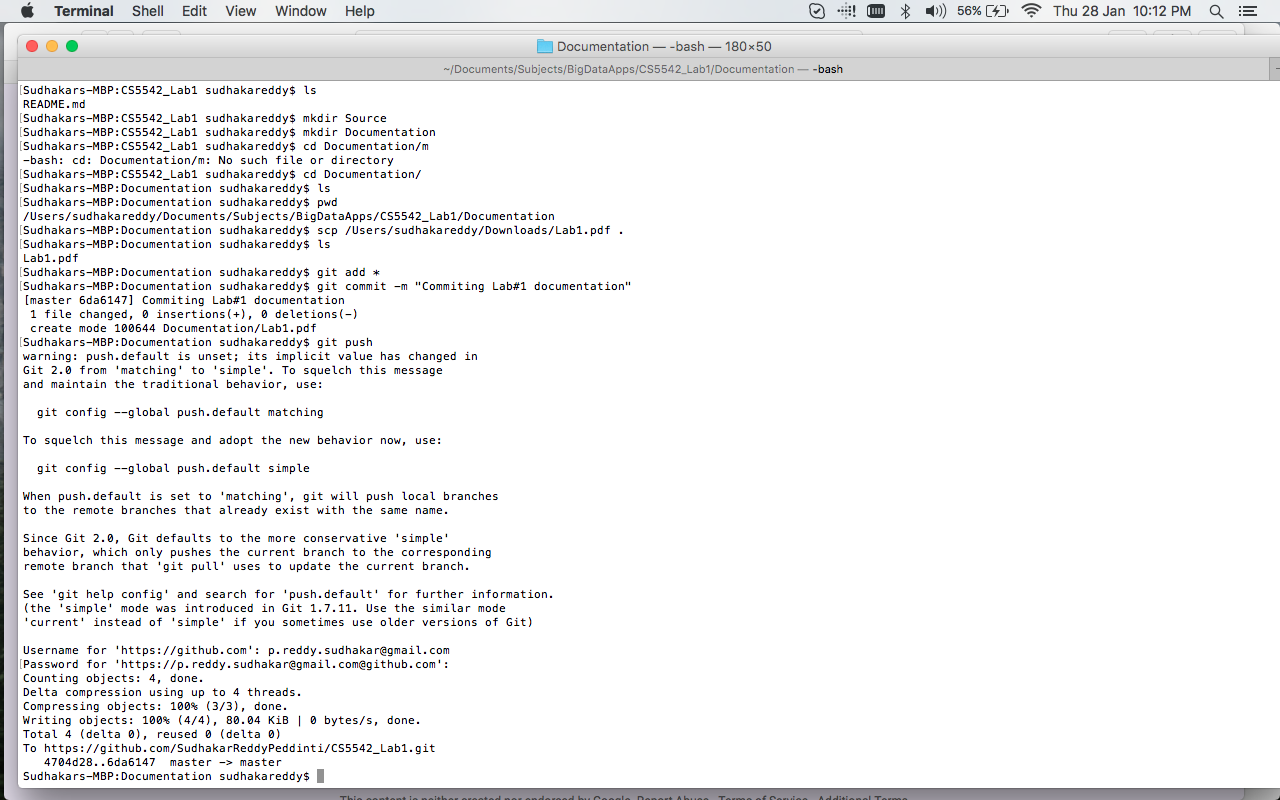 Terminal Shell Edit View Window Help 56% Thu 28 Jan 10:12 PM
Documentation — -bash — 180×50
~/Documents/Subjects/BigDataApps/CS5542_Lab1/Documentation — -bash
[Sudhakars-MBP:CS5542_Lab1 sudhakareddy$ ls
README.md
[Sudhakars-MBP:CS5542_Lab1 sudhakareddy$ mkdir Source
[Sudhakars-MBP:CS5542_Lab1 sudhakareddy$ mkdir Documentation
[Sudhakars-MBP:CS5542_Lab1 sudhakareddy$ cd Documentation/m
-bash: cd: Documentation/m: No such file or directory
[Sudhakars-MBP:CS5542_Lab1 sudhakareddy$ cd Documentation/
[Sudhakars-MBP:Documentation sudhakareddy$ ls
[Sudhakars-MBP:Documentation sudhakareddy$ pwd
/Users/sudhakareddy/Documents/Subjects/BigDataApps/CS5542_Lab1/Documentation
[Sudhakars-MBP:Documentation sudhakareddy$ scp /Users/sudhakareddy/Downloads/Lab1.pdf .
[Sudhakars-MBP:Documentation sudhakareddy$ ls
Lab1.pdf
[Sudhakars-MBP:Documentation sudhakareddy$ git add *
[Sudhakars-MBP:Documentation sudhakareddy$ git commit -m "Commiting Lab#1 documentation"
[master 6da6147] Commiting Lab#1 documentation
1 file changed, 0 insertions(+), 0 deletions(-)
create mode 100644 Documentation/Lab1.pdf
[Sudhakars-MBP:Documentation sudhakareddy$ git push
warning: push.default is unset; its implicit value has changed in
Git 2.0 from 'matching' to 'simple'. To squelch this message
and maintain the traditional behavior, use:
git config --global push.default matching
To squelch this message and adopt the new behavior now, use:
git config --global push.default simple
When push.default is set to 'matching', git will push local branches
to the remote branches that already exist with the same name.
Since Git 2.0, Git defaults to the more conservative 'simple'
behavior, which only pushes the current branch to the corresponding
remote branch that 'git pull' uses to update the current branch.
See 'git help config' and search for 'push.default' for further information.
(the 'simple' mode was introduced in Git 1.7.11. Use the similar mode
'current' instead of 'simple' if you sometimes use older versions of Git)
Username for 'https://github.com': p.reddy.sudhakar@gmail.com
[Password for 'https://p.reddy.sudhakar@gmail.com@github.com':
Counting objects: 4, done.
Delta compression using up to 4 threads.
Compressing objects: 100% (3/3), done.
Writing objects: 100% (4/4), 80.04 KiB | 0 bytes/s, done.
Total 4 (delta 0), reused 0 (delta 0)
To https://github.com/SudhakarReddyPeddinti/CS5542_Lab1.git
4704d28..6da6147 master -> master
Sudhakars-MBP:Documentation sudhakareddy$
This content is neither created nor endorsed by Google. Report Abuse - Terms of Service - Additional Terms